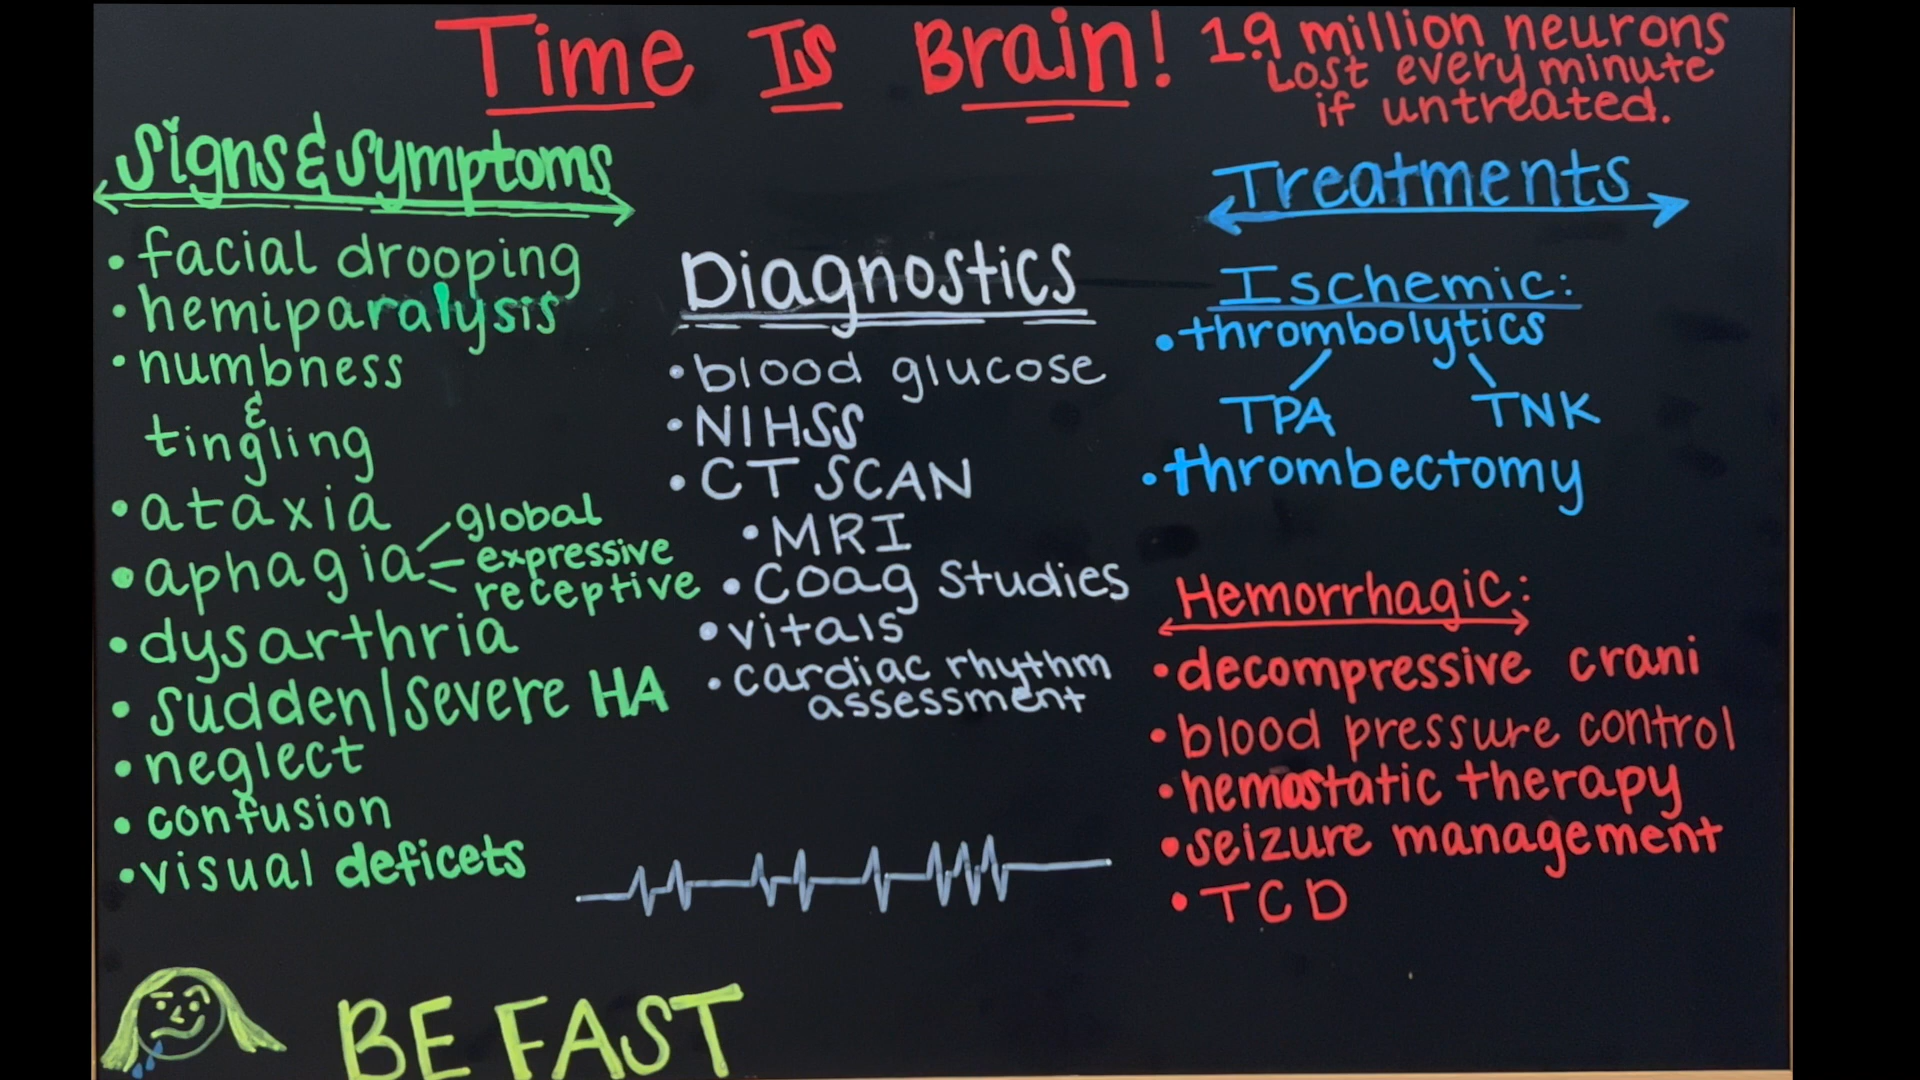 Time Is Brain!
1.9 million neurons
Lost every minute
if untreated.
Signs & Symptoms
• facial drooping
• hemiparalysis
• numbness
&
tingling
• ataxia
• aphagia
global
expressive
receptive
• dysarthria
• sudden/severe HA
• neglect
• confusion
• visual deficets
Diagnostics
• blood glucose
• NIHSS
• CT SCAN
• MRI
• Coag Studies
• vitals
• cardiac rhythm
assessment
Treatments
Ischemic:
• thrombolytics
TPA TNK
• thrombectomy
Hemorrhagic:
• decompressive crani
• blood pressure control
• hemostatic therapy
• seizure management
• TCD
BE FAST